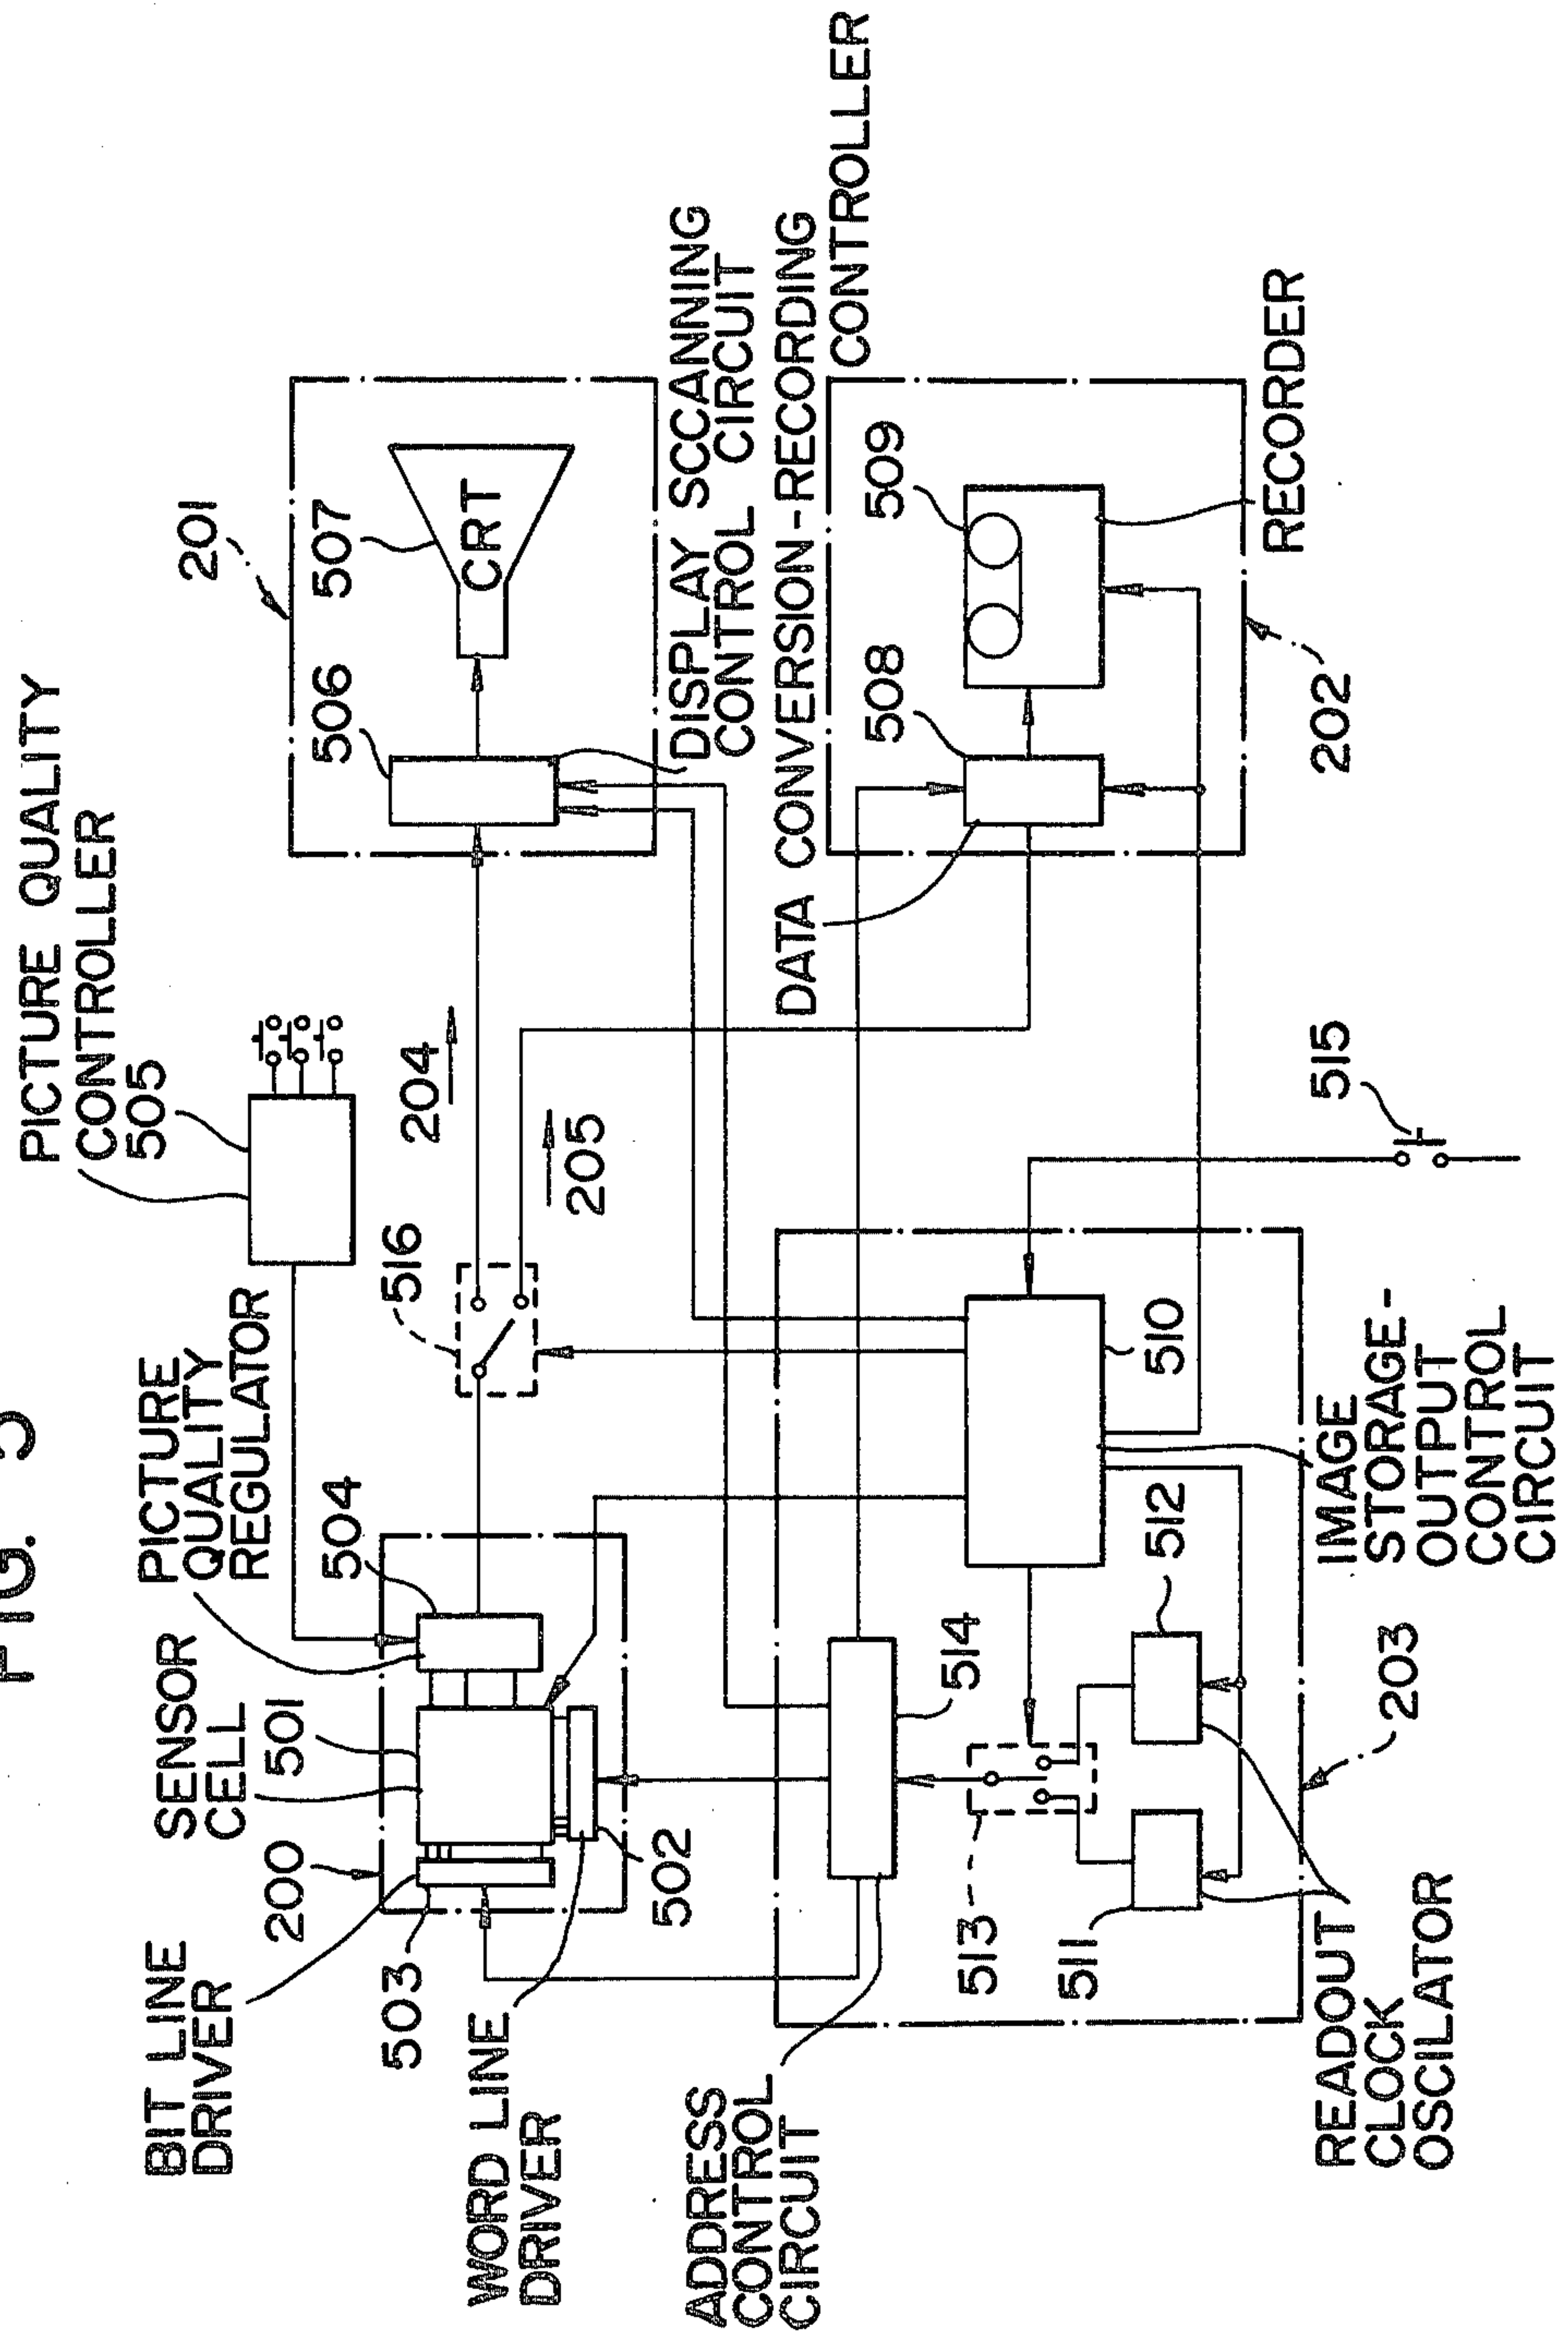 FIG. 5
PICTURE QUALITY
CONTROLLER
505
PICTURE
QUALITY
REGULATOR
504
SENSOR
CELL
501
200
BIT LINE
DRIVER
503
WORD LINE
DRIVER
502
516
204
205
201
506
507
CRT
DISPLAY SCCANNING
CONTROL CIRCUIT
DATA CONVERSION-RECORDING
CONTROLLER
508
509
RECORDER
202
515
ADDRESS
CONTROL
CIRCUIT
514
513
511
512
510
READOUT
CLOCK
OSCILATOR
203
IMAGE
STORAGE-
OUTPUT
CONTROL
CIRCUIT